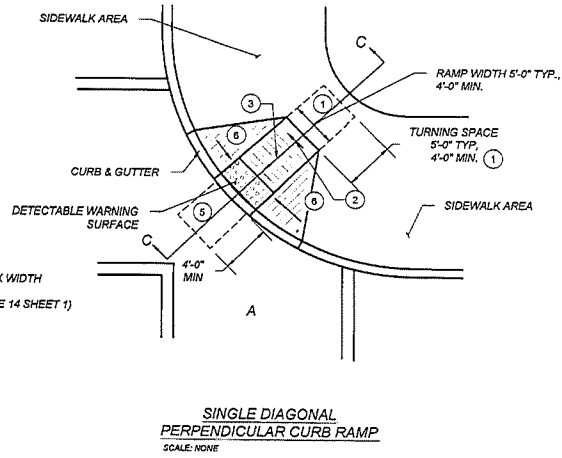 SIDEWALK AREA
C
RAMP WIDTH 5'-0" TYP.,
4'-0" MIN.
1
3
TURNING SPACE
5'-0" TYP,
4'-0" MIN. 1
6
CURB & GUTTER
6
2
DETECTABLE WARNING
SURFACE
5
SIDEWALK AREA
C
4'-0"
MIN
K WIDTH
E 14 SHEET 1)
A
SINGLE DIAGONAL
PERPENDICULAR CURB RAMP
SCALE: NONE